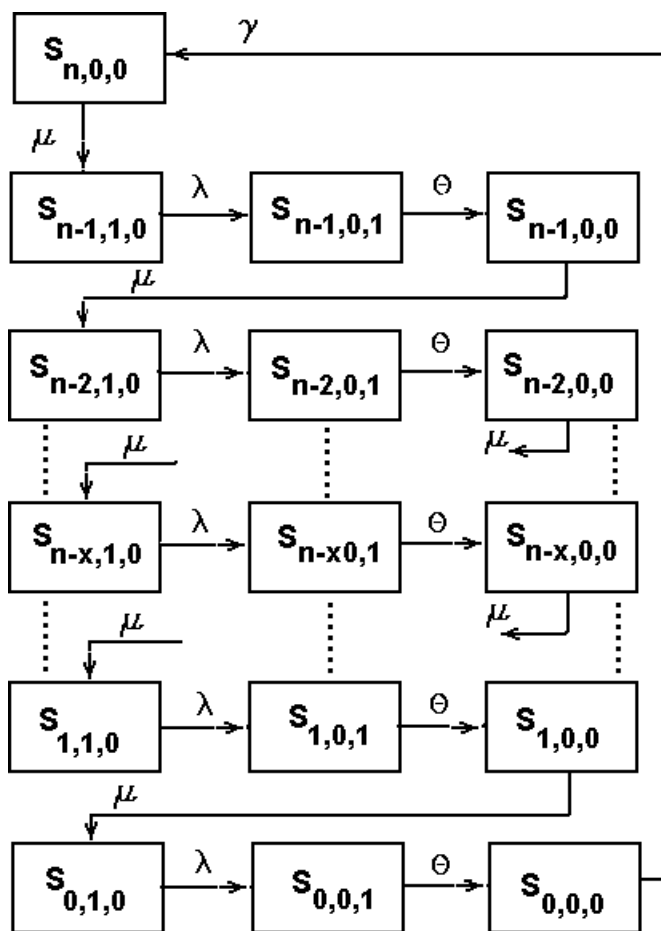 γ
S n,0,0
μ
λ Θ
S n-1,1,0 S n-1,0,1 S n-1,0,0
μ
λ Θ
S n-2,1,0 S n-2,0,1 S n-2,0,0
μ μ
λ Θ
S n-x,1,0 S n-x0,1 S n-x,0,0
μ μ
λ Θ
S 1,1,0 S 1,0,1 S 1,0,0
μ
λ Θ
S 0,1,0 S 0,0,1 S 0,0,0